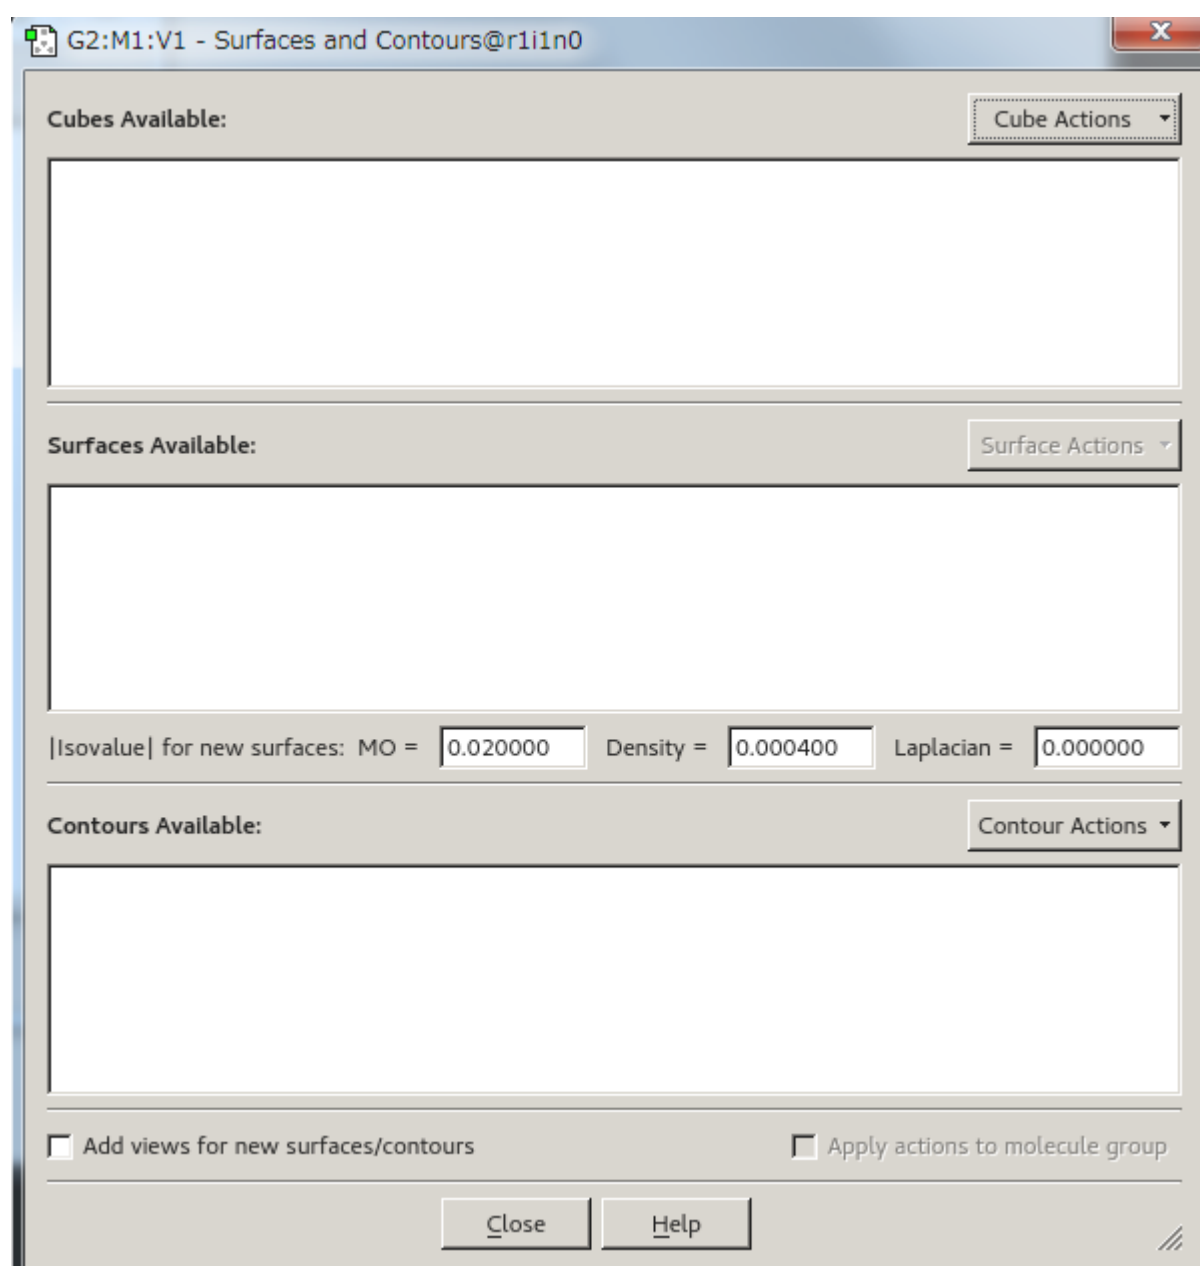 G2:M1:V1 - Surfaces and Contours@r1i1n0
x
Cubes Available:
Cube Actions
Surfaces Available:
Surface Actions
|Isovalue| for new surfaces: MO = 0.020000 Density = 0.000400 Laplacian = 0.000000
Contours Available:
Contour Actions
Add views for new surfaces/contours
Apply actions to molecule group
Close
Help